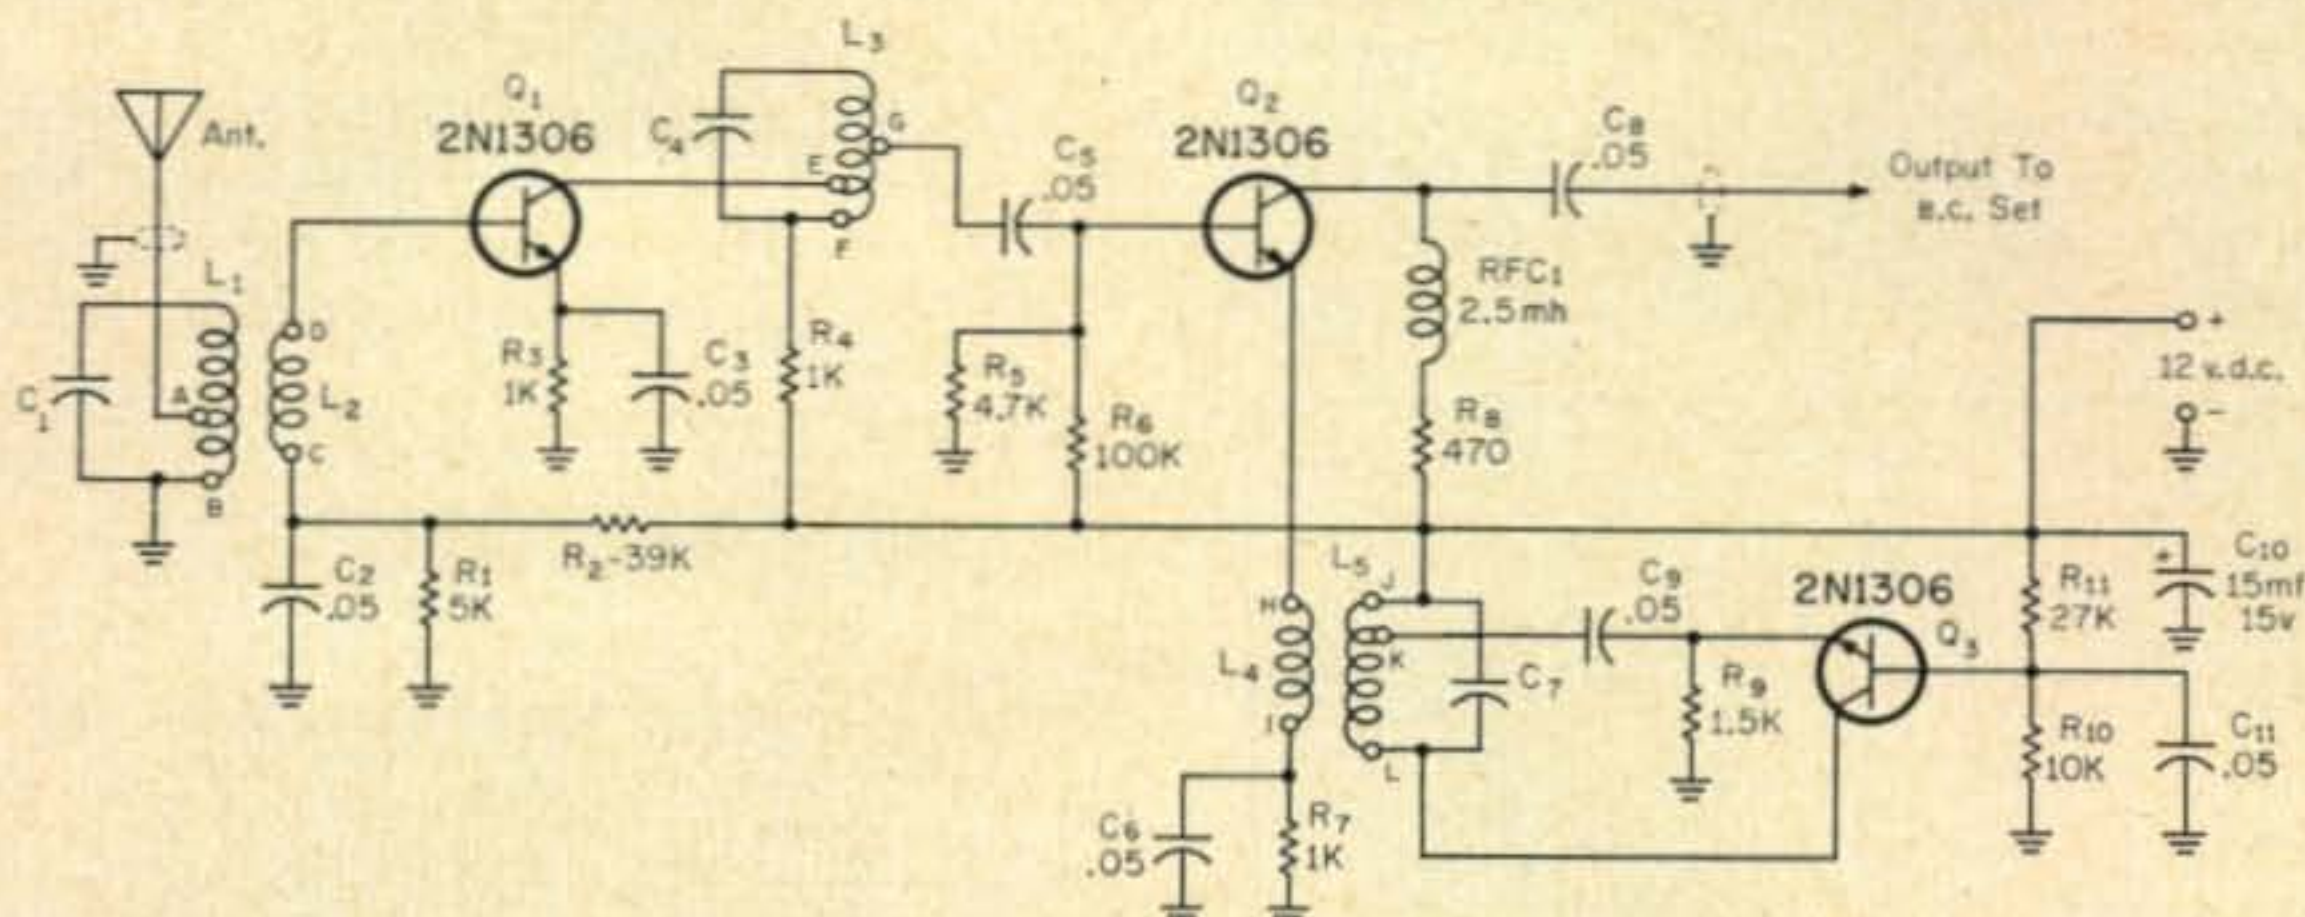 L3
Ant.
Q1
2N1306
C4
G
E
F
C5
.05
Q2
2N1306
C8
.05
Output To
B.C. Set
L1
A
B
C1
D
L2
C
R3
1K
C3
.05
R4
1K
R5
4.7K
R6
100K
RFC1
2.5mh
R8
470
+
12 v.d.c.
-
C2
.05
R1
5K
R2-39K
H
L4
I
L5
J
K
L
C7
C9
.05
R9
1.5K
2N1306
Q3
R11
27K
+
C10
15mf
15v
R10
10K
C11
.05
C6
.05
R7
1K